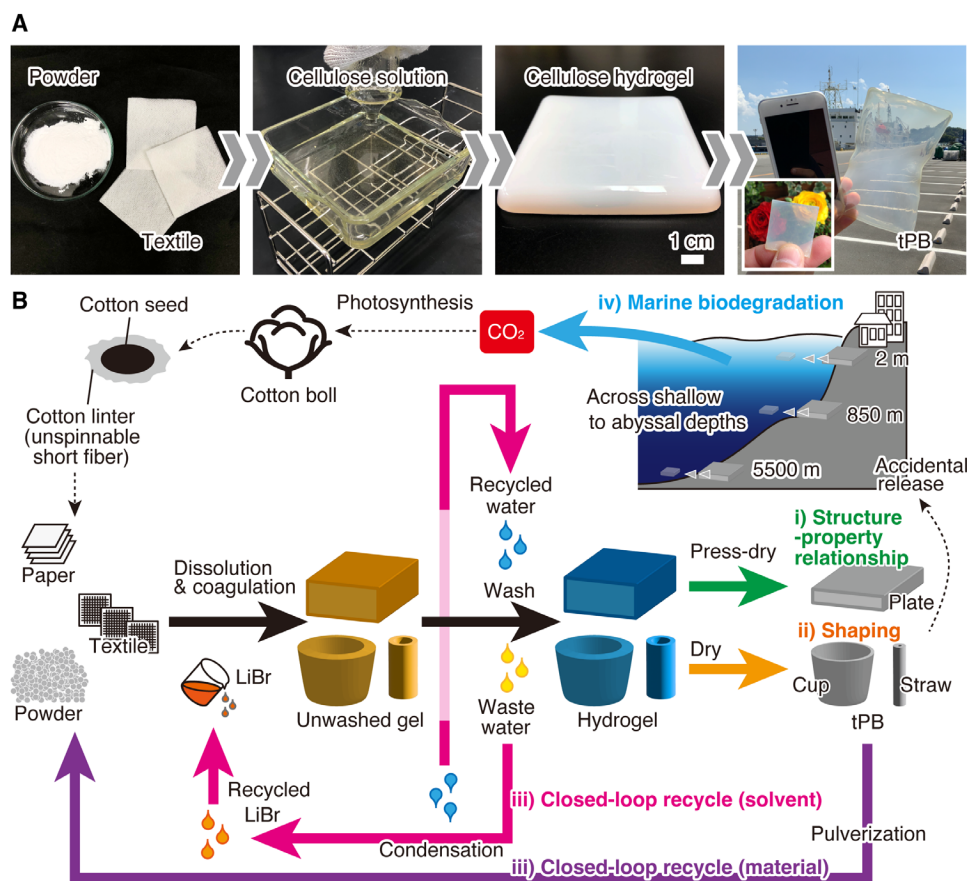 A
Powder
Textile
Cellulose solution
Cellulose hydrogel
1 cm
tPB
B
Cotton seed
Cotton linter
(unspinnable
short fiber)
Photosynthesis
Cotton boll
CO₂
iv) Marine biodegradation
2 m
Across shallow
to abyssal depths
850 m
5500 m
Accidental
release
Recycled
water
i) Structure
-property
relationship
Paper
Textile
Powder
Dissolution
& coagulation
LiBr
Unwashed gel
Wash
Waste
water
Hydrogel
Press-dry
Plate
Dry
ii) Shaping
Cup
Straw
tPB
Recycled
LiBr
Condensation
iii) Closed-loop recycle (solvent)
Pulverization
iii) Closed-loop recycle (material)